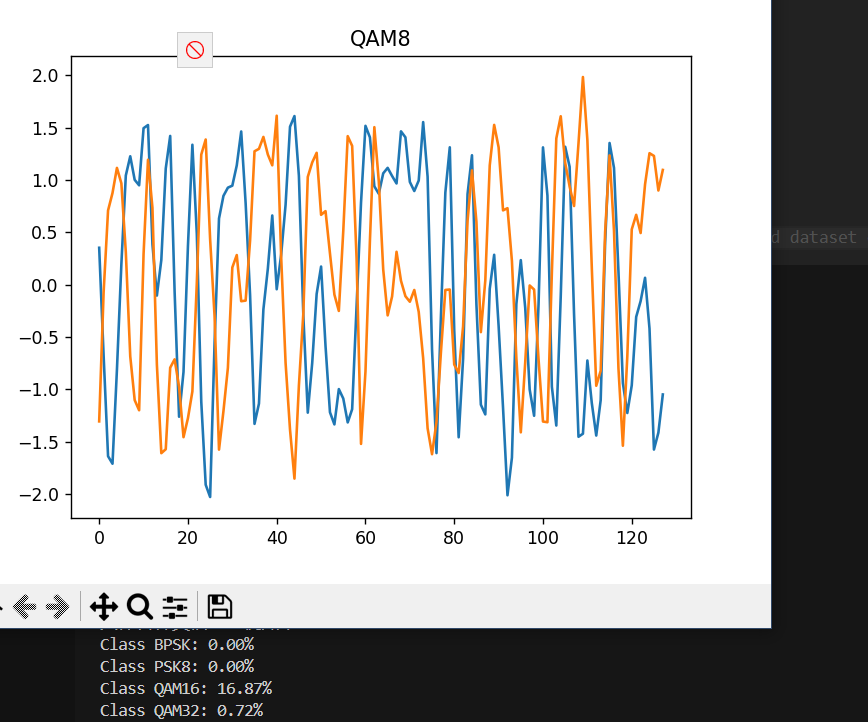 QAM8
2.0
1.5
1.0
0.5
0.0
−0.5
−1.0
−1.5
−2.0
0 20 40 60 80 100 120
d dataset
Class BPSK: 0.00%
Class PSK8: 0.00%
Class QAM16: 16.87%
Class QAM32: 0.72%